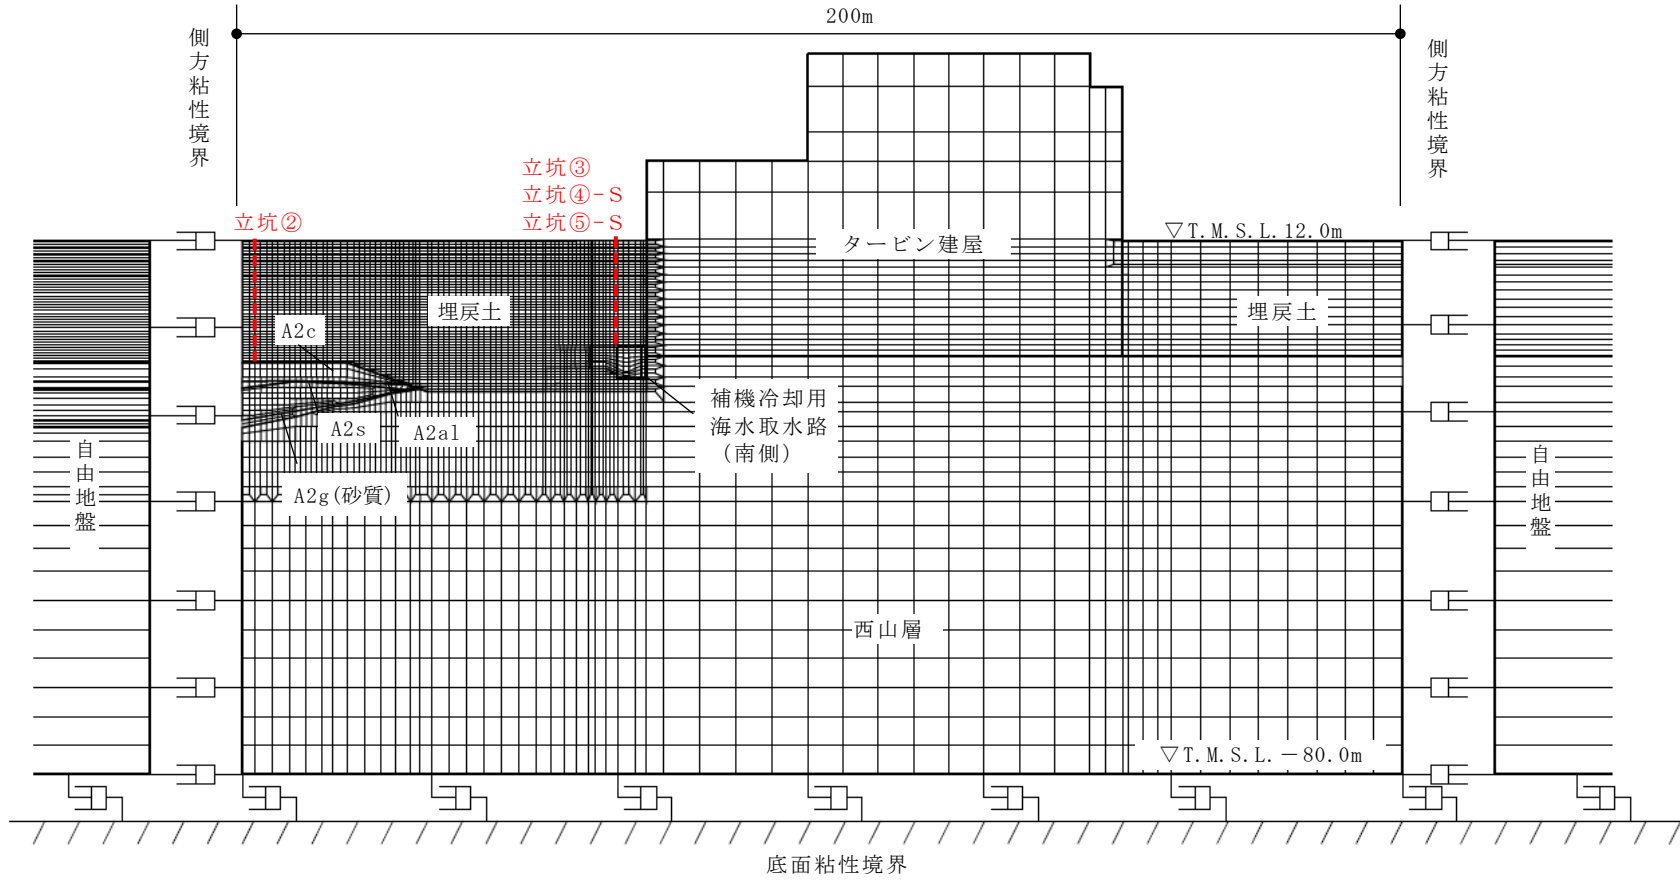 200m
側方粘性境界
側方粘性境界
立坑③
立坑④-S
立坑⑤-S
立坑②
▽T.M.S.L.12.0m
タービン建屋
埋戻土
埋戻土
A2c
補機冷却用
海水取水路
(南側)
A2s
A2al
A2g(砂質)
自由地盤
自由地盤
西山層
▽T.M.S.L.－80.0m
底面粘性境界